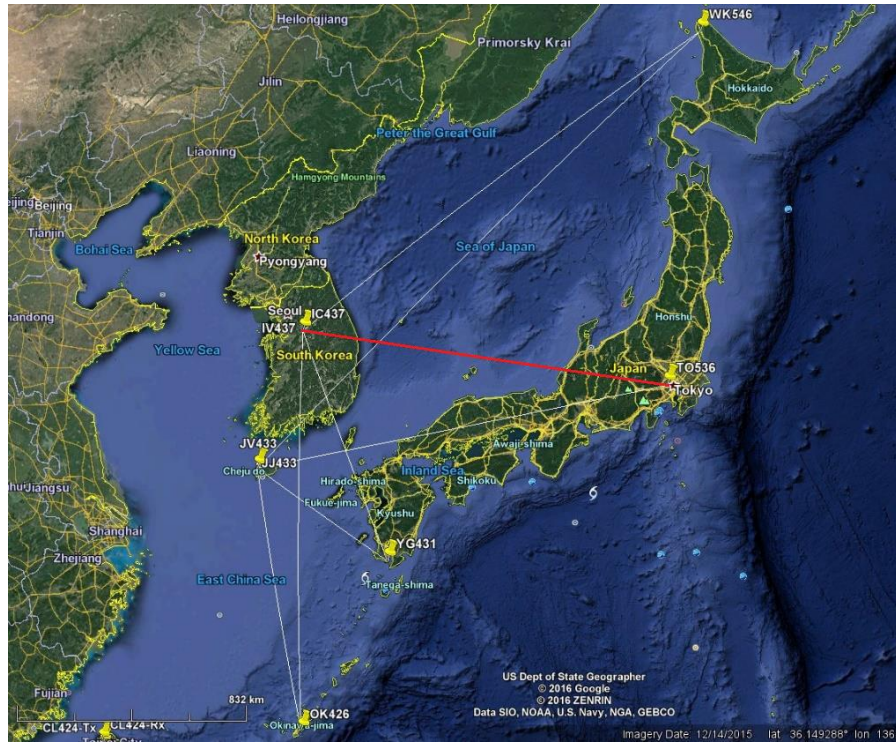 WK546
Heilongjiang
Primorsky Krai
Jilin
Hokkaido
Peter the Great Gulf
Liaoning
Hamgyong Mountains
eijing
Beijing
Tianjin
North Korea
Bohai Sea
Sea of Japan
Pyongyang
Seoul
IC437
Honshu
IV437
handong
Yellow Sea
South Korea
Japan
TO536
Tokyo
JV433
Awaji-shima
JJ433
Cheju do
Inland Sea
Hirado-shima
Shikoku
Jiangsu
Fukue-jima
Kyushu
Shanghai
YG431
Zhejiang
East China Sea
Tanega-shima
US Dept of State Geographer
© 2016 Google
© 2016 ZENRIN
Data SIO, NOAA, U.S. Navy, NGA, GEBCO
Fujian
832 km
OK426
CL424-Tx
CL424-Rx
Okinawa-jima
Imagery Date: 12/14/2015 lat 36.149288° lon 13